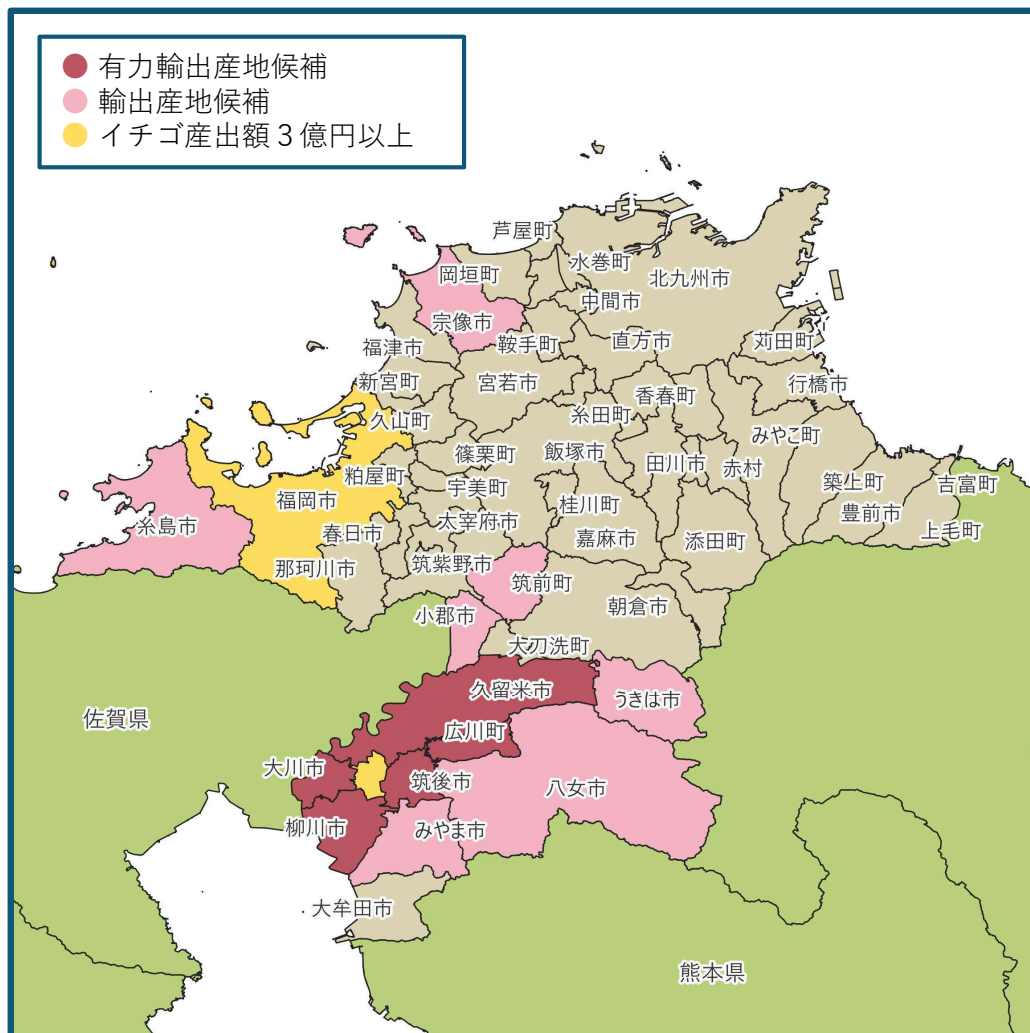 有力輸出産地候補
輸出産地候補
イチゴ産出額３億円以上
芦屋町
水巻町
岡垣町
北九州市
中間市
宗像市
鞍手町
直方市
苅田町
福津市
新宮町
宮若市
香春町
行橋市
久山町
糸田町
みやこ町
篠栗町
飯塚市
粕屋町
田川市
赤村
宇美町
福岡市
桂川町
築上町
吉富町
糸島市
春日市
太宰府市
豊前市
嘉麻市
添田町
上毛町
那珂川市
筑紫野市
筑前町
小郡市
朝倉市
大刀洗町
久留米市
うきは市
佐賀県
広川町
大川市
筑後市
八女市
柳川市
みやま市
大牟田市
熊本県